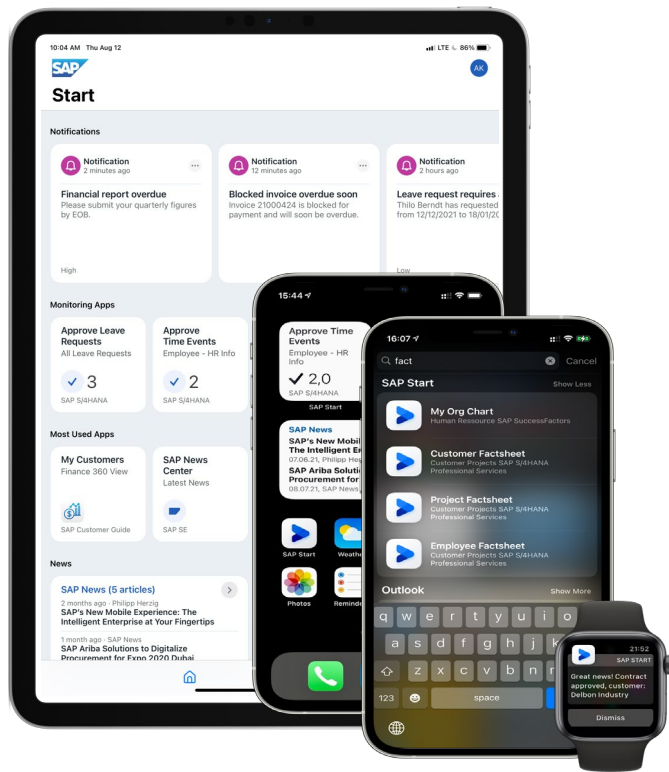 10:04 AM Thu Aug 12
LTE 86%
SAP
AK
Start
Notifications
Notification
2 minutes ago
Financial report overdue
Please submit your quarterly figures
by EOB.
High
Notification
12 minutes ago
Blocked invoice overdue soon
Invoice 21000424 is blocked for
payment and will soon be overdue.
Notification
2 hours ago
Leave request requires
Thilo Berndt has requested
from 12/12/2021 to 18/01/20
Low
Monitoring Apps
Approve Leave
Requests
All Leave Requests
3
SAP S/4HANA
Approve
Time Events
Employee - HR
Info
2
SAP S/4HANA
Most Used Apps
My Customers
Finance 360 View
SAP Customer Guide
SAP News
Center
Latest News
SAP SE
News
SAP News (5 articles)
2 months ago · Philipp Herzig
SAP's New Mobile Experience: The
Intelligent Enterprise at Your Fingertips
1 month ago · SAP News
SAP Ariba Solutions to Digitalize
Procurement for Expo 2020 Dubai
15:44
Approve Time
Events
Employee - HR
Info
2,0
SAP S/4HANA
SAP Start
SAP News
SAP's New Mobil
The Intelligent En
07.06.21, Philipp Her
SAP Ariba Soluti
Procurement for
08.07.21, SAP News
SAP Start
Weathe
Photos
Reminde
16:07
fact
Cancel
SAP Start
Show Less
My Org Chart
Human Ressource SAP SuccessFactors
Customer Factsheet
Customer Projects SAP S/4HANA
Professional Services
Project Factsheet
Customer Projects SAP S/4HANA
Professional Services
Employee Factsheet
Customer Projects SAP S/4HANA
Professional Services
Outlook
Show More
q w e r t y u i o
a s d f g h j k
z x c v b n
123
space
21:52
SAP START
Great news! Contract
approved, customer:
Delbon Industry
Dismiss